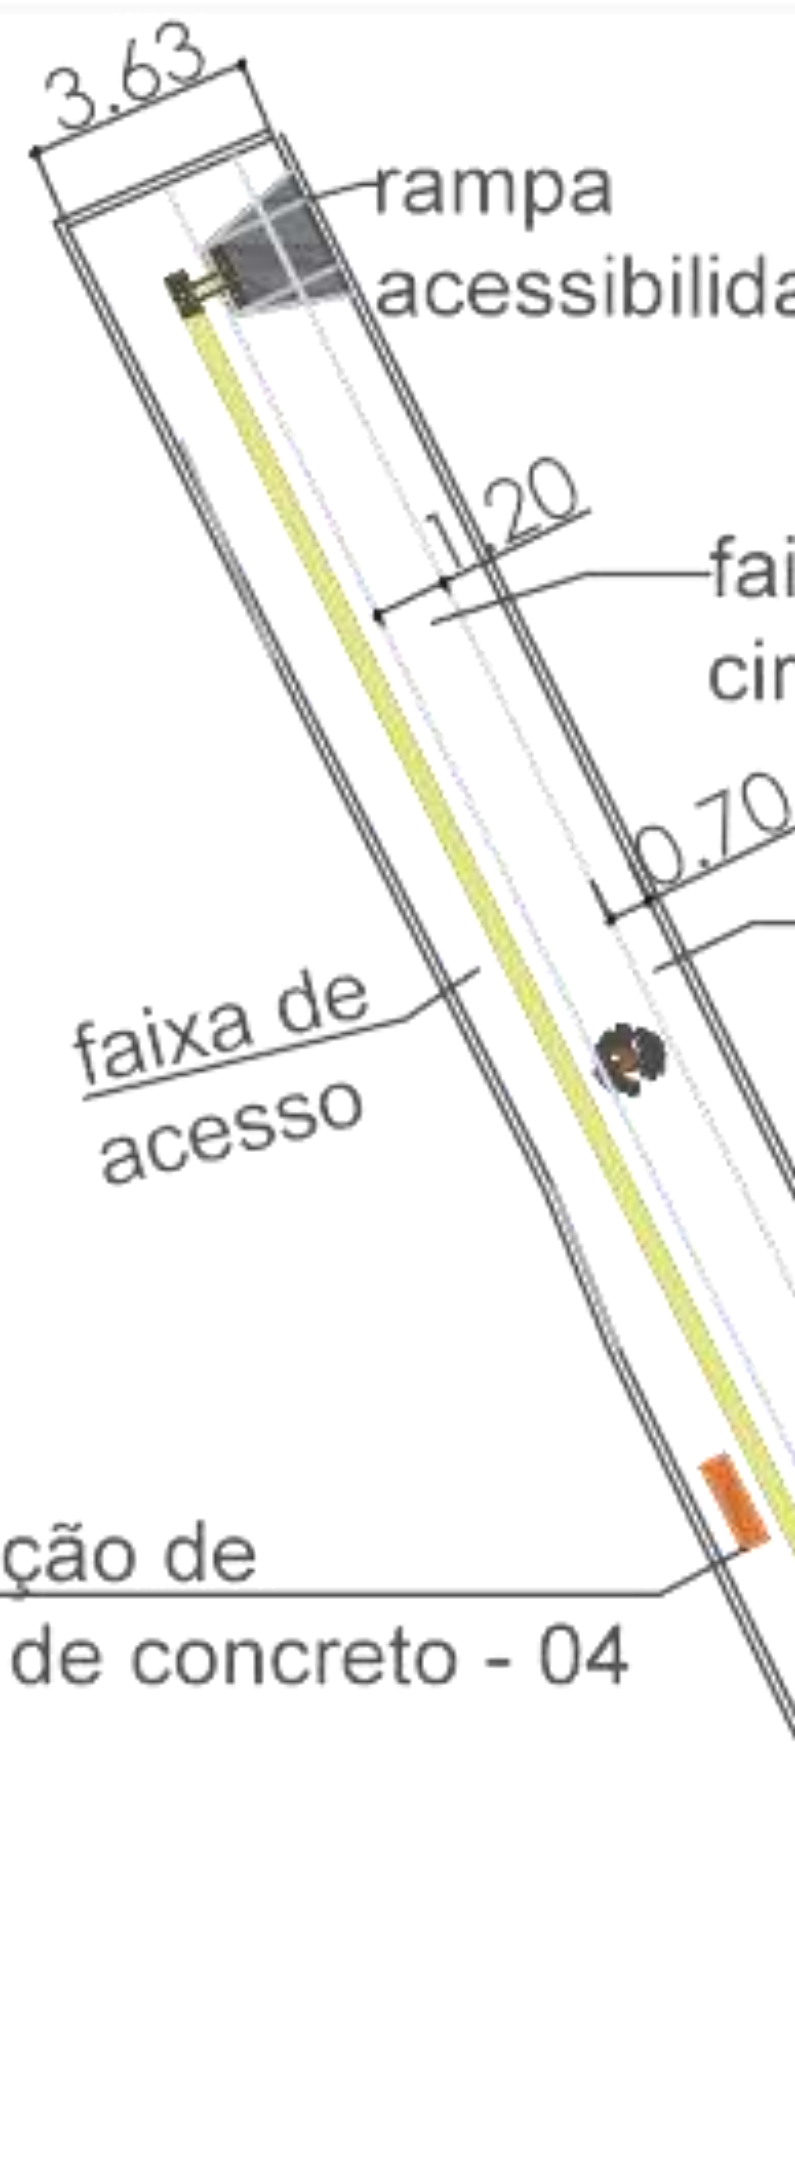 3.63
rampa
acessibilida
1.20
fai
cir
0.70
faixa de
acesso
ção de
de concreto - 04